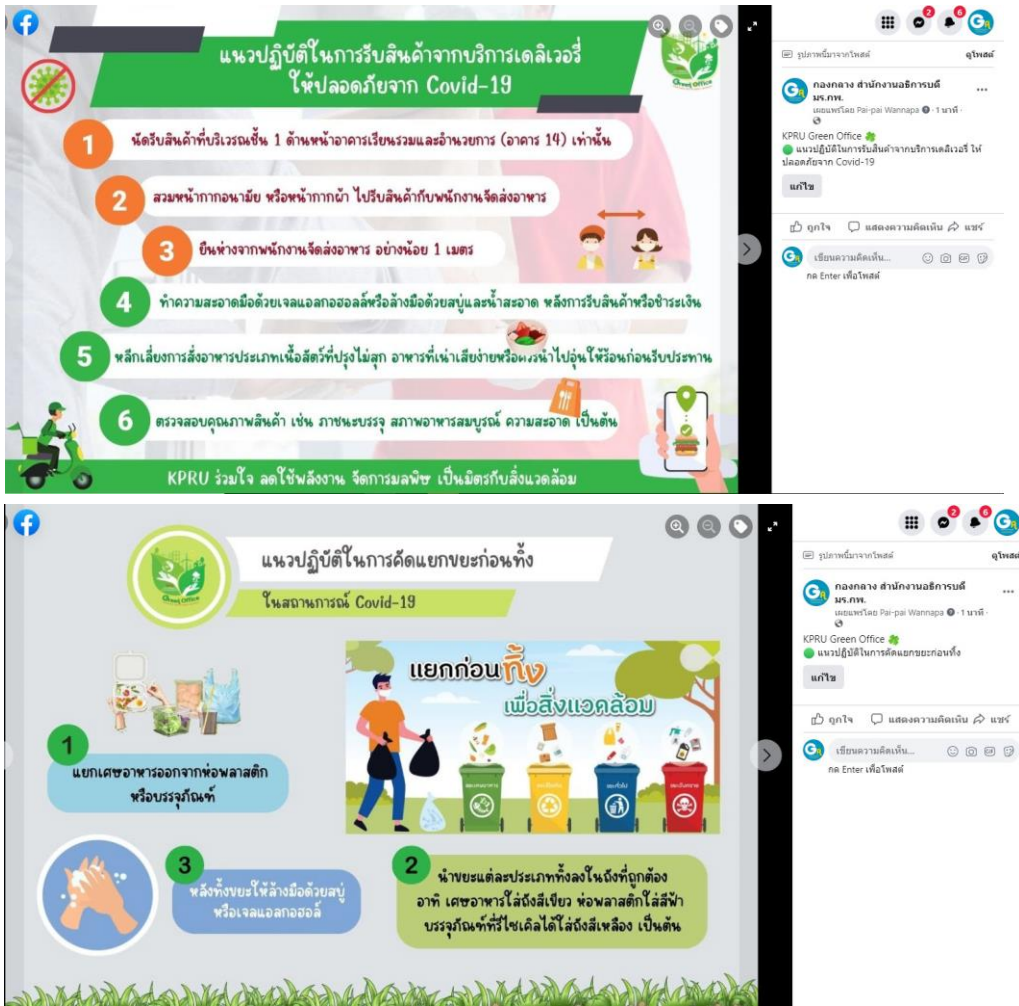 แนวปฏิบัติในการรับสินค้าจากบริการเดลิเวอรี่
ให้ปลอดภัยจาก Covid-19
Green Office
1
นัดรับสินค้าที่บริเวณชั้น 1 ด้านหน้าอาคารเรียนรวมและอำนวยการ (อาคาร 14) เท่านั้น
2
สวมหน้ากากอนามัย หรือหน้ากากผ้า ไปรับสินค้ากับพนักงานจัดส่งอาหาร
3
ยืนห่างจากพนักงานจัดส่งอาหาร อย่างน้อย 1 เมตร
4
ทำความสะอาดมือด้วยเจลแอลกอฮอลล์หรือล้างมือด้วยสบู่และน้ำสะอาด หลังการรับสินค้าหรือชำระเงิน
5
หลีกเลี่ยงการสั่งอาหารประเภทเนื้อสัตว์ที่ปรุงไม่สุก อาหารที่เน่าเสียง่ายหรือควรนำไปอุ่นให้ร้อนก่อนรับประทาน
6
ตรวจสอบคุณภาพสินค้า เช่น ภาชนะบรรจุ สภาพอาหารสมบูรณ์ ความสะอาด เป็นต้น
KPRU ร่วมใจ ลดใช้พลังงาน จัดการมลพิษ เป็นมิตรกับสิ่งแวดล้อม
2
6
รูปภาพนี้มาจากโพสต์
ดูโพสต์
กองกลาง สำนักงานอธิการบดี
มร.กพ.
เผยแพร่โดย Pai-pai Wannapa · 1 นาที ·
KPRU Green Office
แนวปฏิบัติในการรับสินค้าจากบริการเดลิเวอรี่ ให้
ปลอดภัยจาก Covid-19
แก้ไข
ถูกใจ แสดงความคิดเห็น แชร์
เขียนความคิดเห็น...
กด Enter เพื่อโพสต์
แนวปฏิบัติในการคัดแยกขยะก่อนทิ้ง
ในสถานการณ์ Covid-19
Green Office
แยกก่อนทิ้ง
เพื่อสิ่งแวดล้อม
1
แยกเศษอาหารออกจากห่อพลาสติก
หรือบรรจุภัณฑ์
3
หลังทิ้งขยะให้ล้างมือด้วยสบู่
หรือเจลแอลกอฮอล์
2
นำขยะแต่ละประเภททิ้งลงในถังที่ถูกต้อง
อาทิ เศษอาหารใส่ถังสีเขียว ห่อพลาสติกใส่สีฟ้า
บรรจุภัณฑ์ที่รีไซเคิลได้ใส่ถังสีเหลือง เป็นต้น
2
6
รูปภาพนี้มาจากโพสต์
ดูโพสต์
กองกลาง สำนักงานอธิการบดี
มร.กพ.
เผยแพร่โดย Pai-pai Wannapa · 1 นาที ·
KPRU Green Office
แนวปฏิบัติในการคัดแยกขยะก่อนทิ้ง
แก้ไข
ถูกใจ แสดงความคิดเห็น แชร์
เขียนความคิดเห็น...
กด Enter เพื่อโพสต์